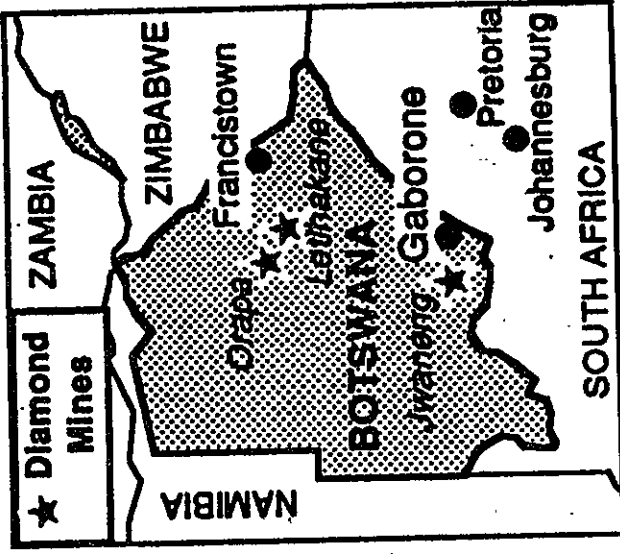 Diamond
Mines
ZAMBIA
ZIMBABWE
NAMIBIA
Francistown
Orapa
Lethakane
BOTSWANA
Gaborone
Jwaneng
Pretoria
Johannesburg
SOUTH AFRICA